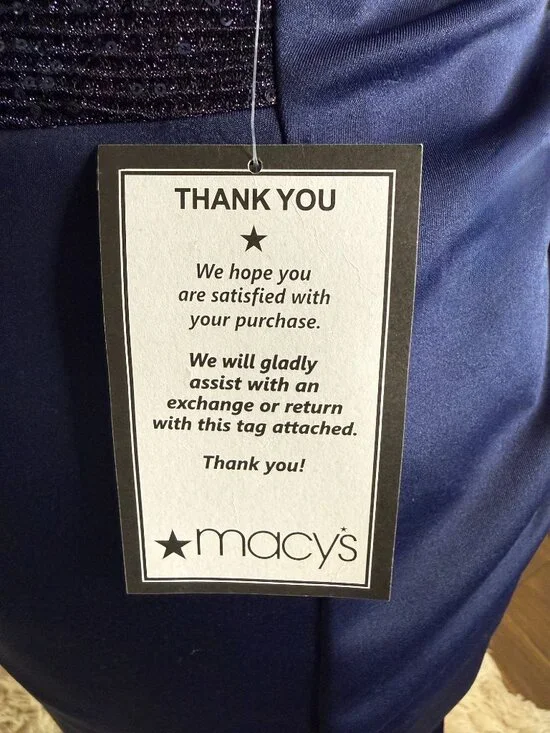 THANK YOU
We hope you
are satisfied with
your purchase.
We will gladly
assist with an
exchange or return
with this tag attached.
Thank you!
macy's